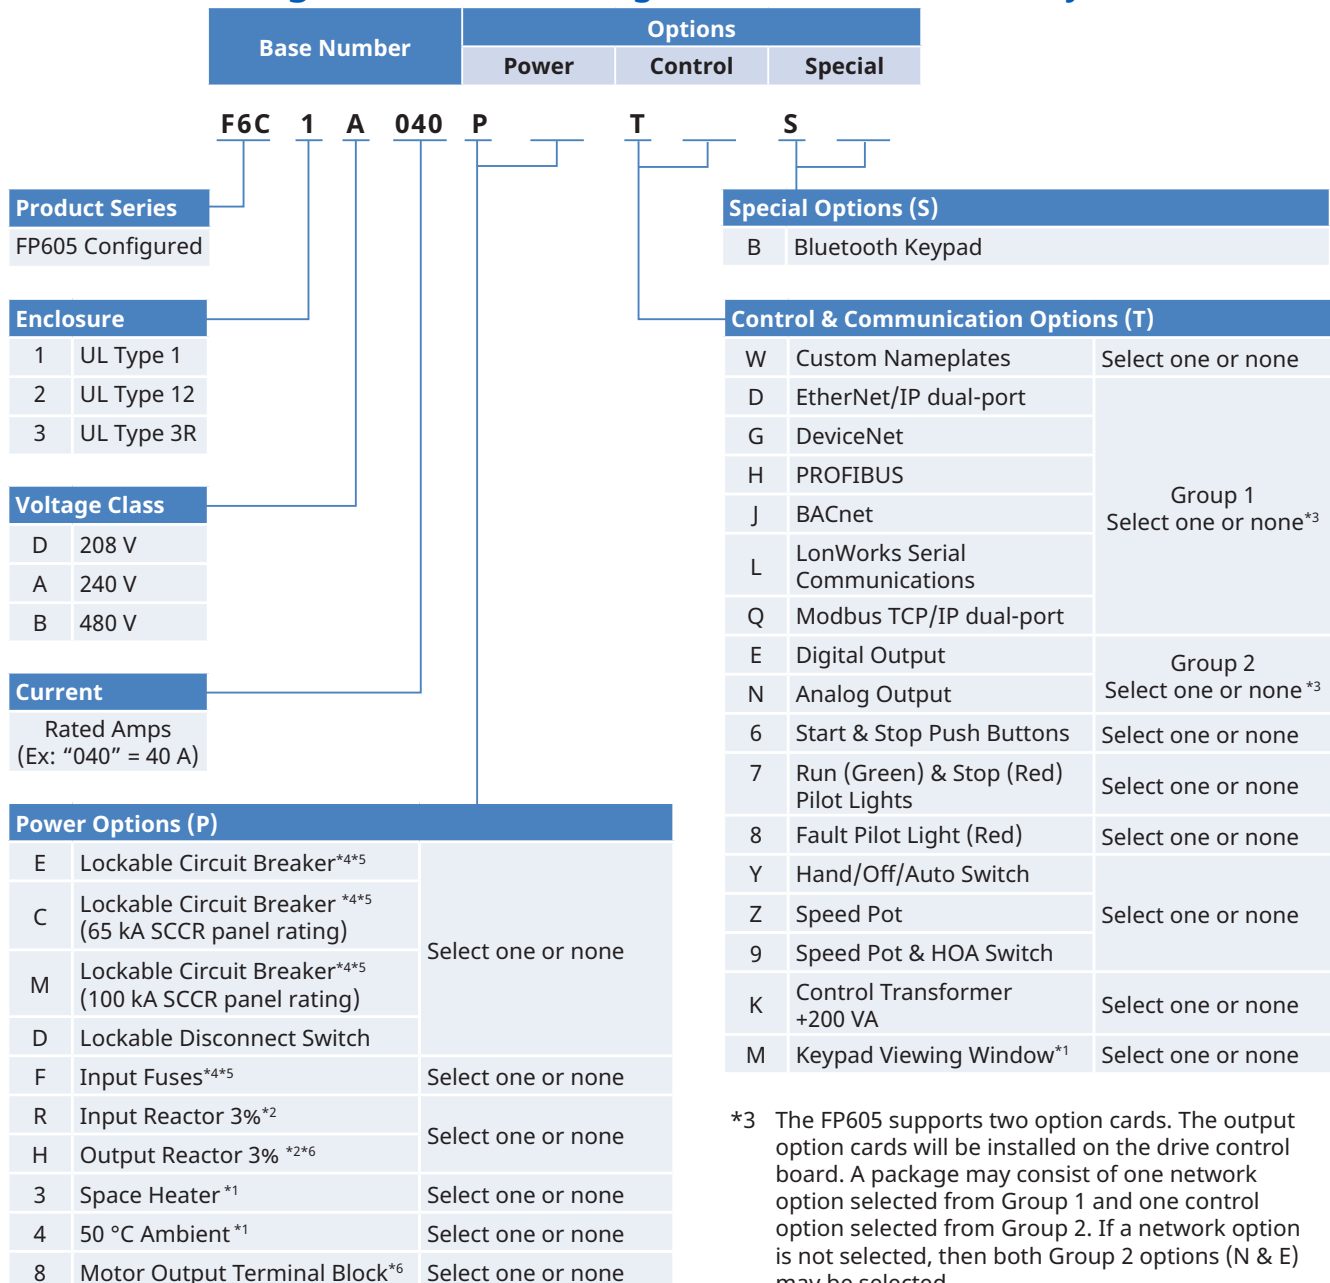 Base Number
Options
Power Control Special
F6C 1 A 040 P T S
Product Series
FP605 Configured
Enclosure
1 UL Type 1
2 UL Type 12
3 UL Type 3R
Voltage Class
D 208 V
A 240 V
B 480 V
Current
Rated Amps
(Ex: “040” = 40 A)
Power Options (P)
E Lockable Circuit Breaker*4*5
C Lockable Circuit Breaker *4*5
(65 kA SCCR panel rating)
M Lockable Circuit Breaker*4*5
(100 kA SCCR panel rating)
D Lockable Disconnect Switch
Select one or none
F Input Fuses*4*5 Select one or none
R Input Reactor 3%*2
H Output Reactor 3% *2*6
Select one or none
3 Space Heater *1 Select one or none
4 50 °C Ambient *1 Select one or none
8 Motor Output Terminal Block*6 Select one or none
Special Options (S)
B Bluetooth Keypad
Control & Communication Options (T)
W Custom Nameplates Select one or none
D EtherNet/IP dual-port
G DeviceNet
H PROFIBUS
J BACnet
L LonWorks Serial
Communications
Q Modbus TCP/IP dual-port
Group 1
Select one or none*3
E Digital Output
N Analog Output
Group 2
Select one or none *3
6 Start & Stop Push Buttons Select one or none
7 Run (Green) & Stop (Red)
Pilot Lights
Select one or none
8 Fault Pilot Light (Red) Select one or none
Y Hand/Off/Auto Switch
Z Speed Pot
9 Speed Pot & HOA Switch
Select one or none
K Control Transformer
+200 VA
Select one or none
M Keypad Viewing Window*1 Select one or none
*3 The FP605 supports two option cards. The output
option cards will be installed on the drive control
board. A package may consist of one network
option selected from Group 1 and one control
option selected from Group 2. If a network option
is not selected, then both Group 2 options (N & E)
may be selected